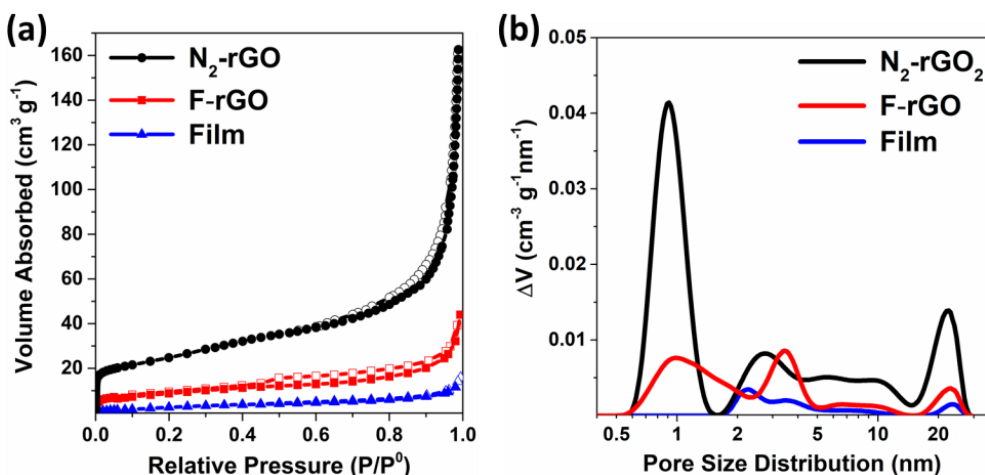 (a)
N₂-rGO
F-rGO
Film
Volume Absorbed (cm³ g⁻¹)
160
140
120
100
80
60
40
20
0.0 0.2 0.4 0.6 0.8 1.0
Relative Pressure (P/P⁰)
(b)
N₂-rGO₂
F-rGO
Film
ΔV (cm⁻³ g⁻¹nm⁻¹)
0.05
0.04
0.03
0.02
0.01
0.5 1 2 5 10 20
Pore Size Distribution (nm)